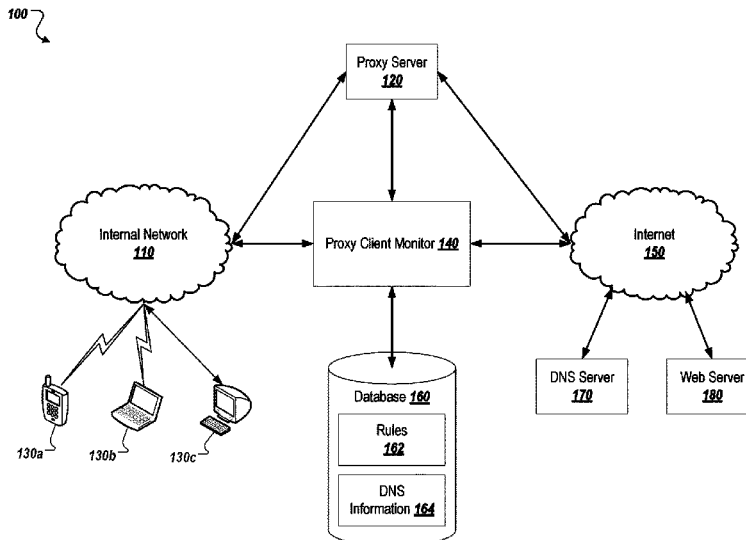 100
Proxy Server
120
Internal Network
110
Proxy Client Monitor 140
Internet
150
DNS Server
170
Web Server
180
Database 160
Rules
162
DNS
Information 164
130a
130b
130c